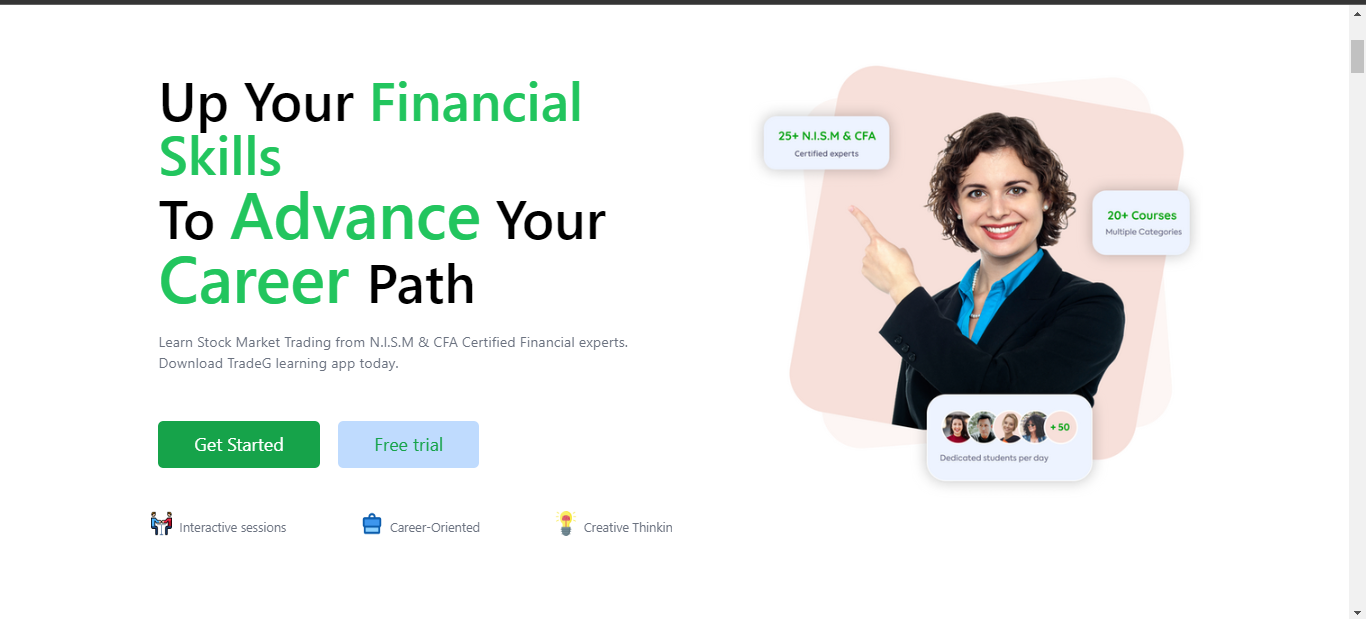 Up Your Financial
Skills
To Advance Your
Career Path
Learn Stock Market Trading from N.I.S.M & CFA Certified Financial experts.
Download TradeG learning app today.
Get Started
Free trial
Interactive sessions
Career-Oriented
Creative Thinkin
25+ N.I.S.M & CFA
Certified experts
20+ Courses
Multiple Categories
+ 50
Dedicated students per day